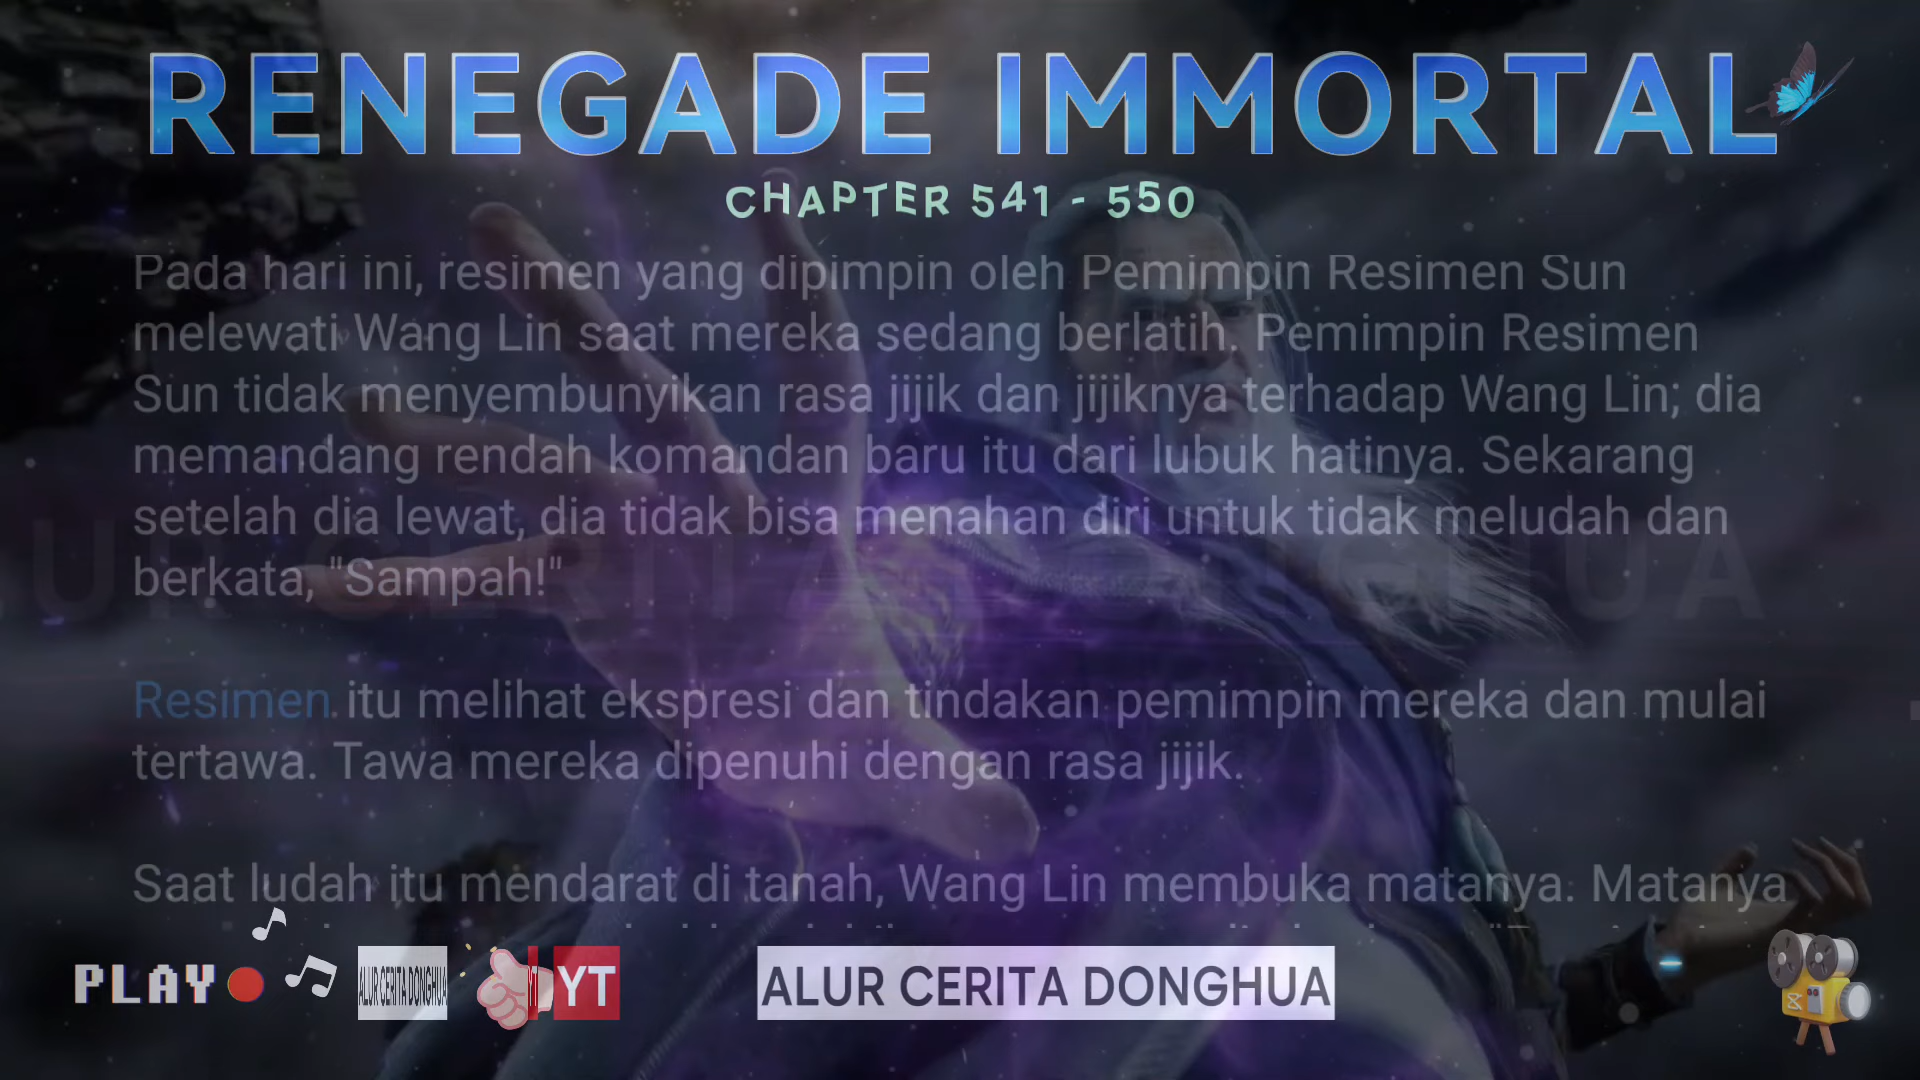 RENEGADE IMMORTAL
CHAPTER 541 - 550
Pada hari ini, resimen yang dipimpin oleh Pemimpin Resimen Sun
melewati Wang Lin saat mereka sedang berlatih. Pemimpin Resimen
Sun tidak menyembunyikan rasa jijik dan jijiknya terhadap Wang Lin; dia
memandang rendah komandan baru itu dari lubuk hatinya. Sekarang
setelah dia lewat, dia tidak bisa menahan diri untuk tidak meludah dan
berkata, "Sampah!"
Resimen itu melihat ekspresi dan tindakan pemimpin mereka dan mulai
tertawa. Tawa mereka dipenuhi dengan rasa jijik.
Saat ludah itu mendarat di tanah, Wang Lin membuka matanya. Matanya
PLAY
ALUR CERITA DONGHUA
YT
YT
ALUR CERITA DONGHUA